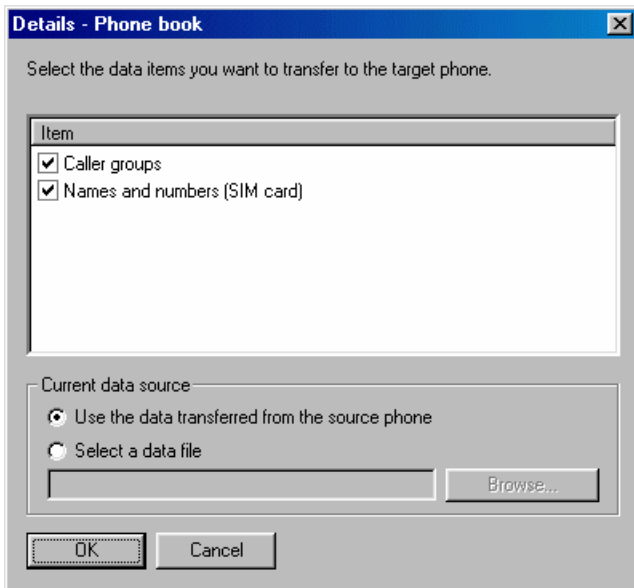 Details - Phone book
Select the data items you want to transfer to the target phone.
Item
Caller groups
Names and numbers (SIM card)
Current data source
Use the data transferred from the source phone
Select a data file
Browse...
OK
Cancel